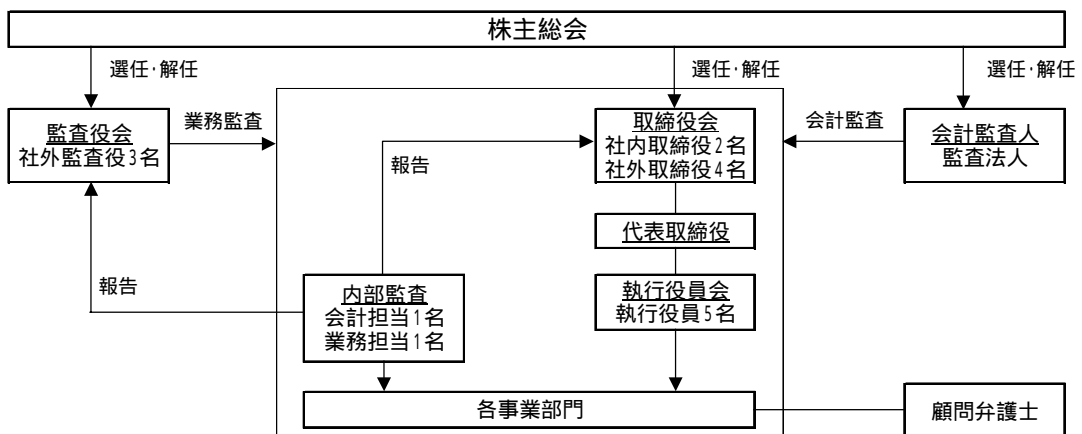 株主総会
選任･解任
選任･解任
選任･解任
監査役会
社外監査役3名
業務監査
取締役会
社内取締役2名
社外取締役4名
会計監査
会計監査人
監査法人
報告
代表取締役
報告
内部監査
会計担当1名
業務担当1名
執行役員会
執行役員5名
各事業部門
顧問弁護士